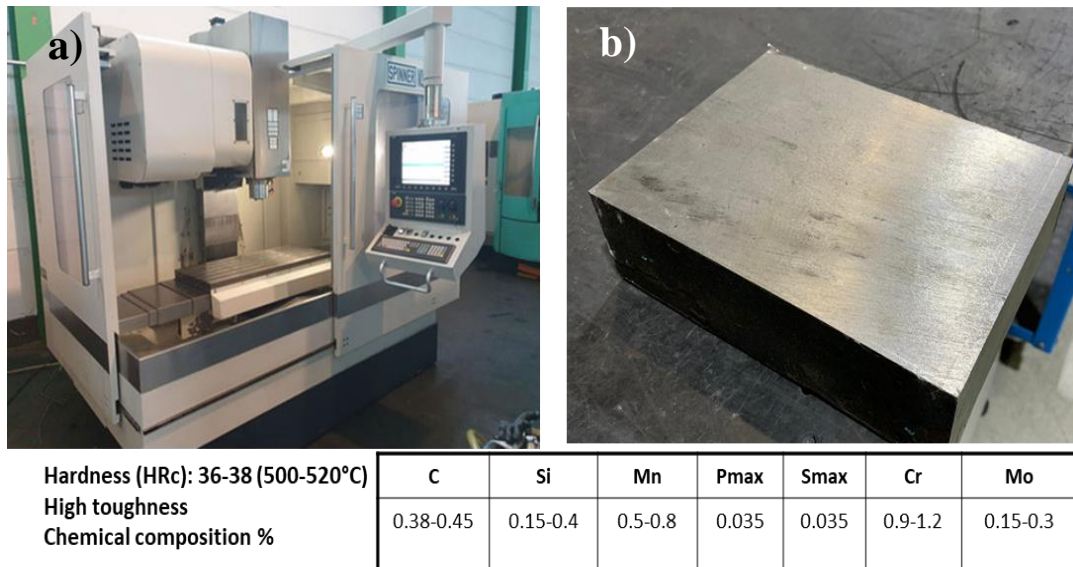 a)
SPINNER
b)
Hardness (HRc): 36-38 (500-520°C)
High toughness
Chemical composition %
C Si Mn Pmax Smax Cr Mo
0.38-0.45 0.15-0.4 0.5-0.8 0.035 0.035 0.9-1.2 0.15-0.3